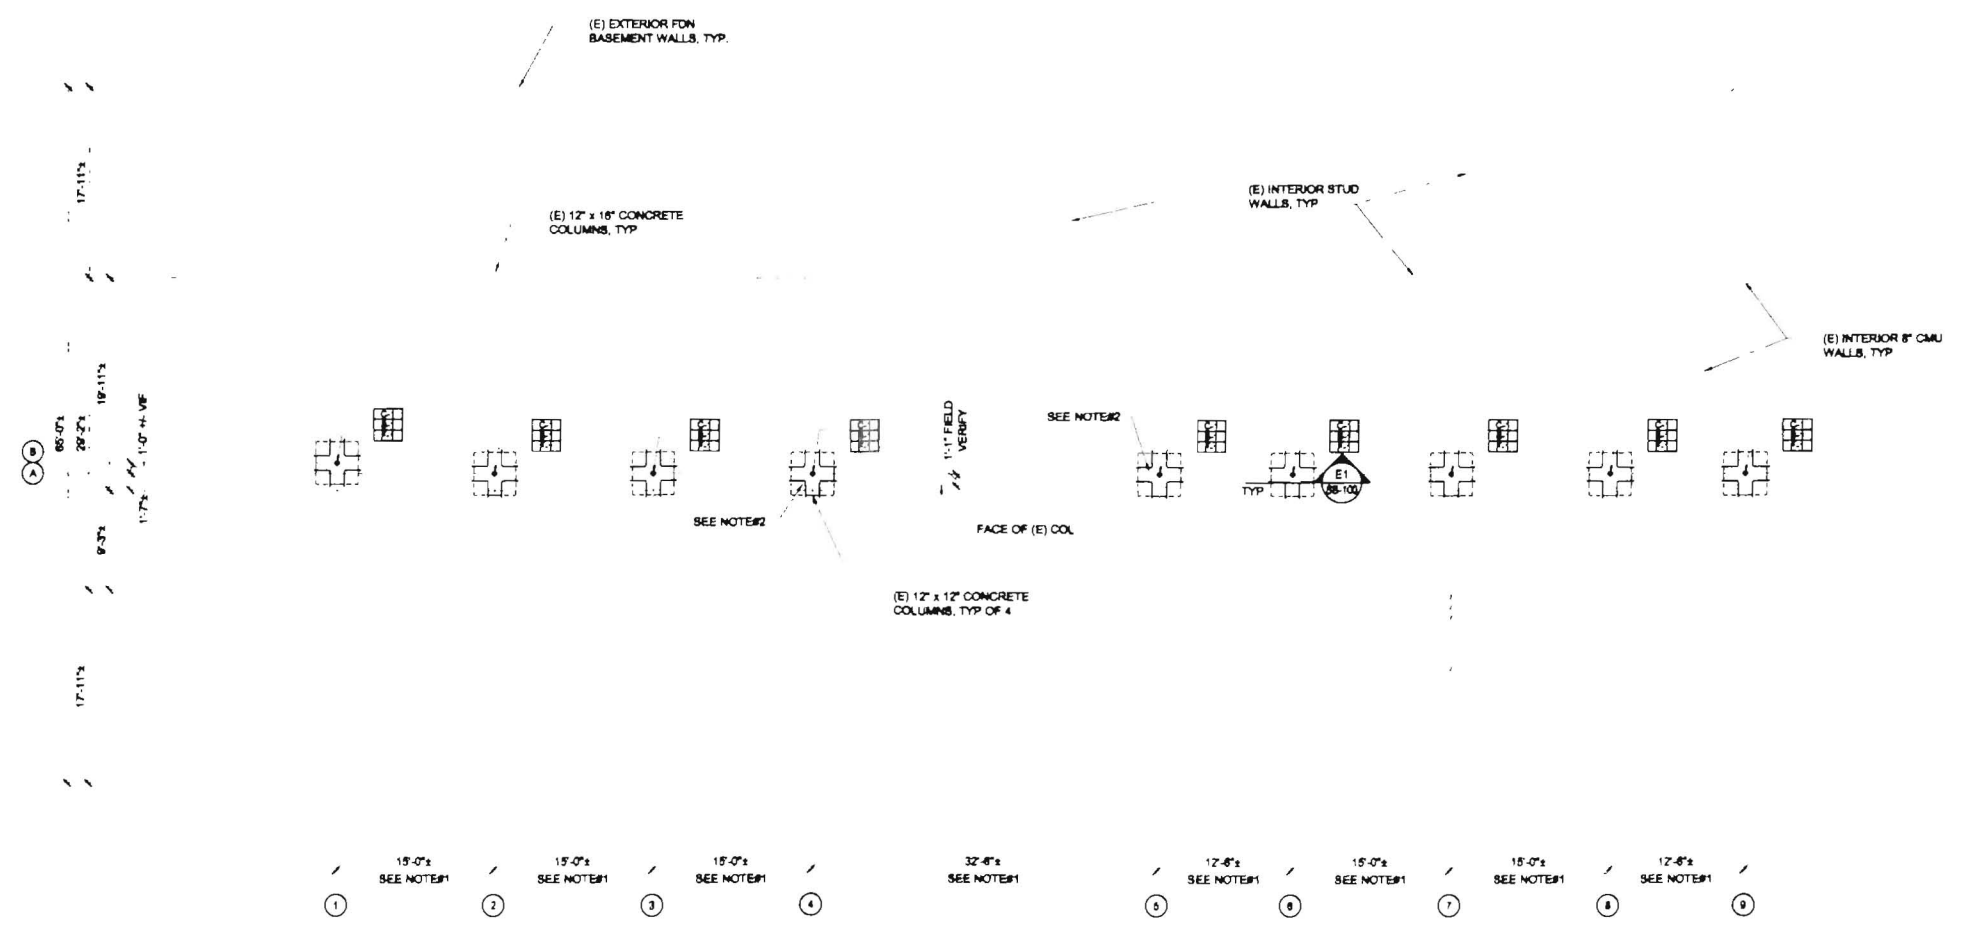 (E) EXTERIOR FDN
BASEMENT WALLS, TYP.
17'-11"±
(E) INTERIOR STUD
WALLS, TYP
(E) 12" x 16" CONCRETE
COLUMNS, TYP
(E) INTERIOR 8" CMU
WALLS, TYP
19'-11"±
65'-0"±
29'-2"±
1'-0" +/- VIF
1'-1" FIELD
VERIFY
SEE NOTE#2
B
A
E1
TYP
SB-100
1'-7"±
9'-3"±
SEE NOTE#2
FACE OF (E) COL
(E) 12" x 12" CONCRETE
COLUMNS, TYP OF 4
17'-11"±
15'-0"±
SEE NOTE#1
15'-0"±
SEE NOTE#1
15'-0"±
SEE NOTE#1
32'-6"±
SEE NOTE#1
12'-6"±
SEE NOTE#1
15'-0"±
SEE NOTE#1
15'-0"±
SEE NOTE#1
12'-6"±
SEE NOTE#1
1
2
3
4
5
6
7
8
9